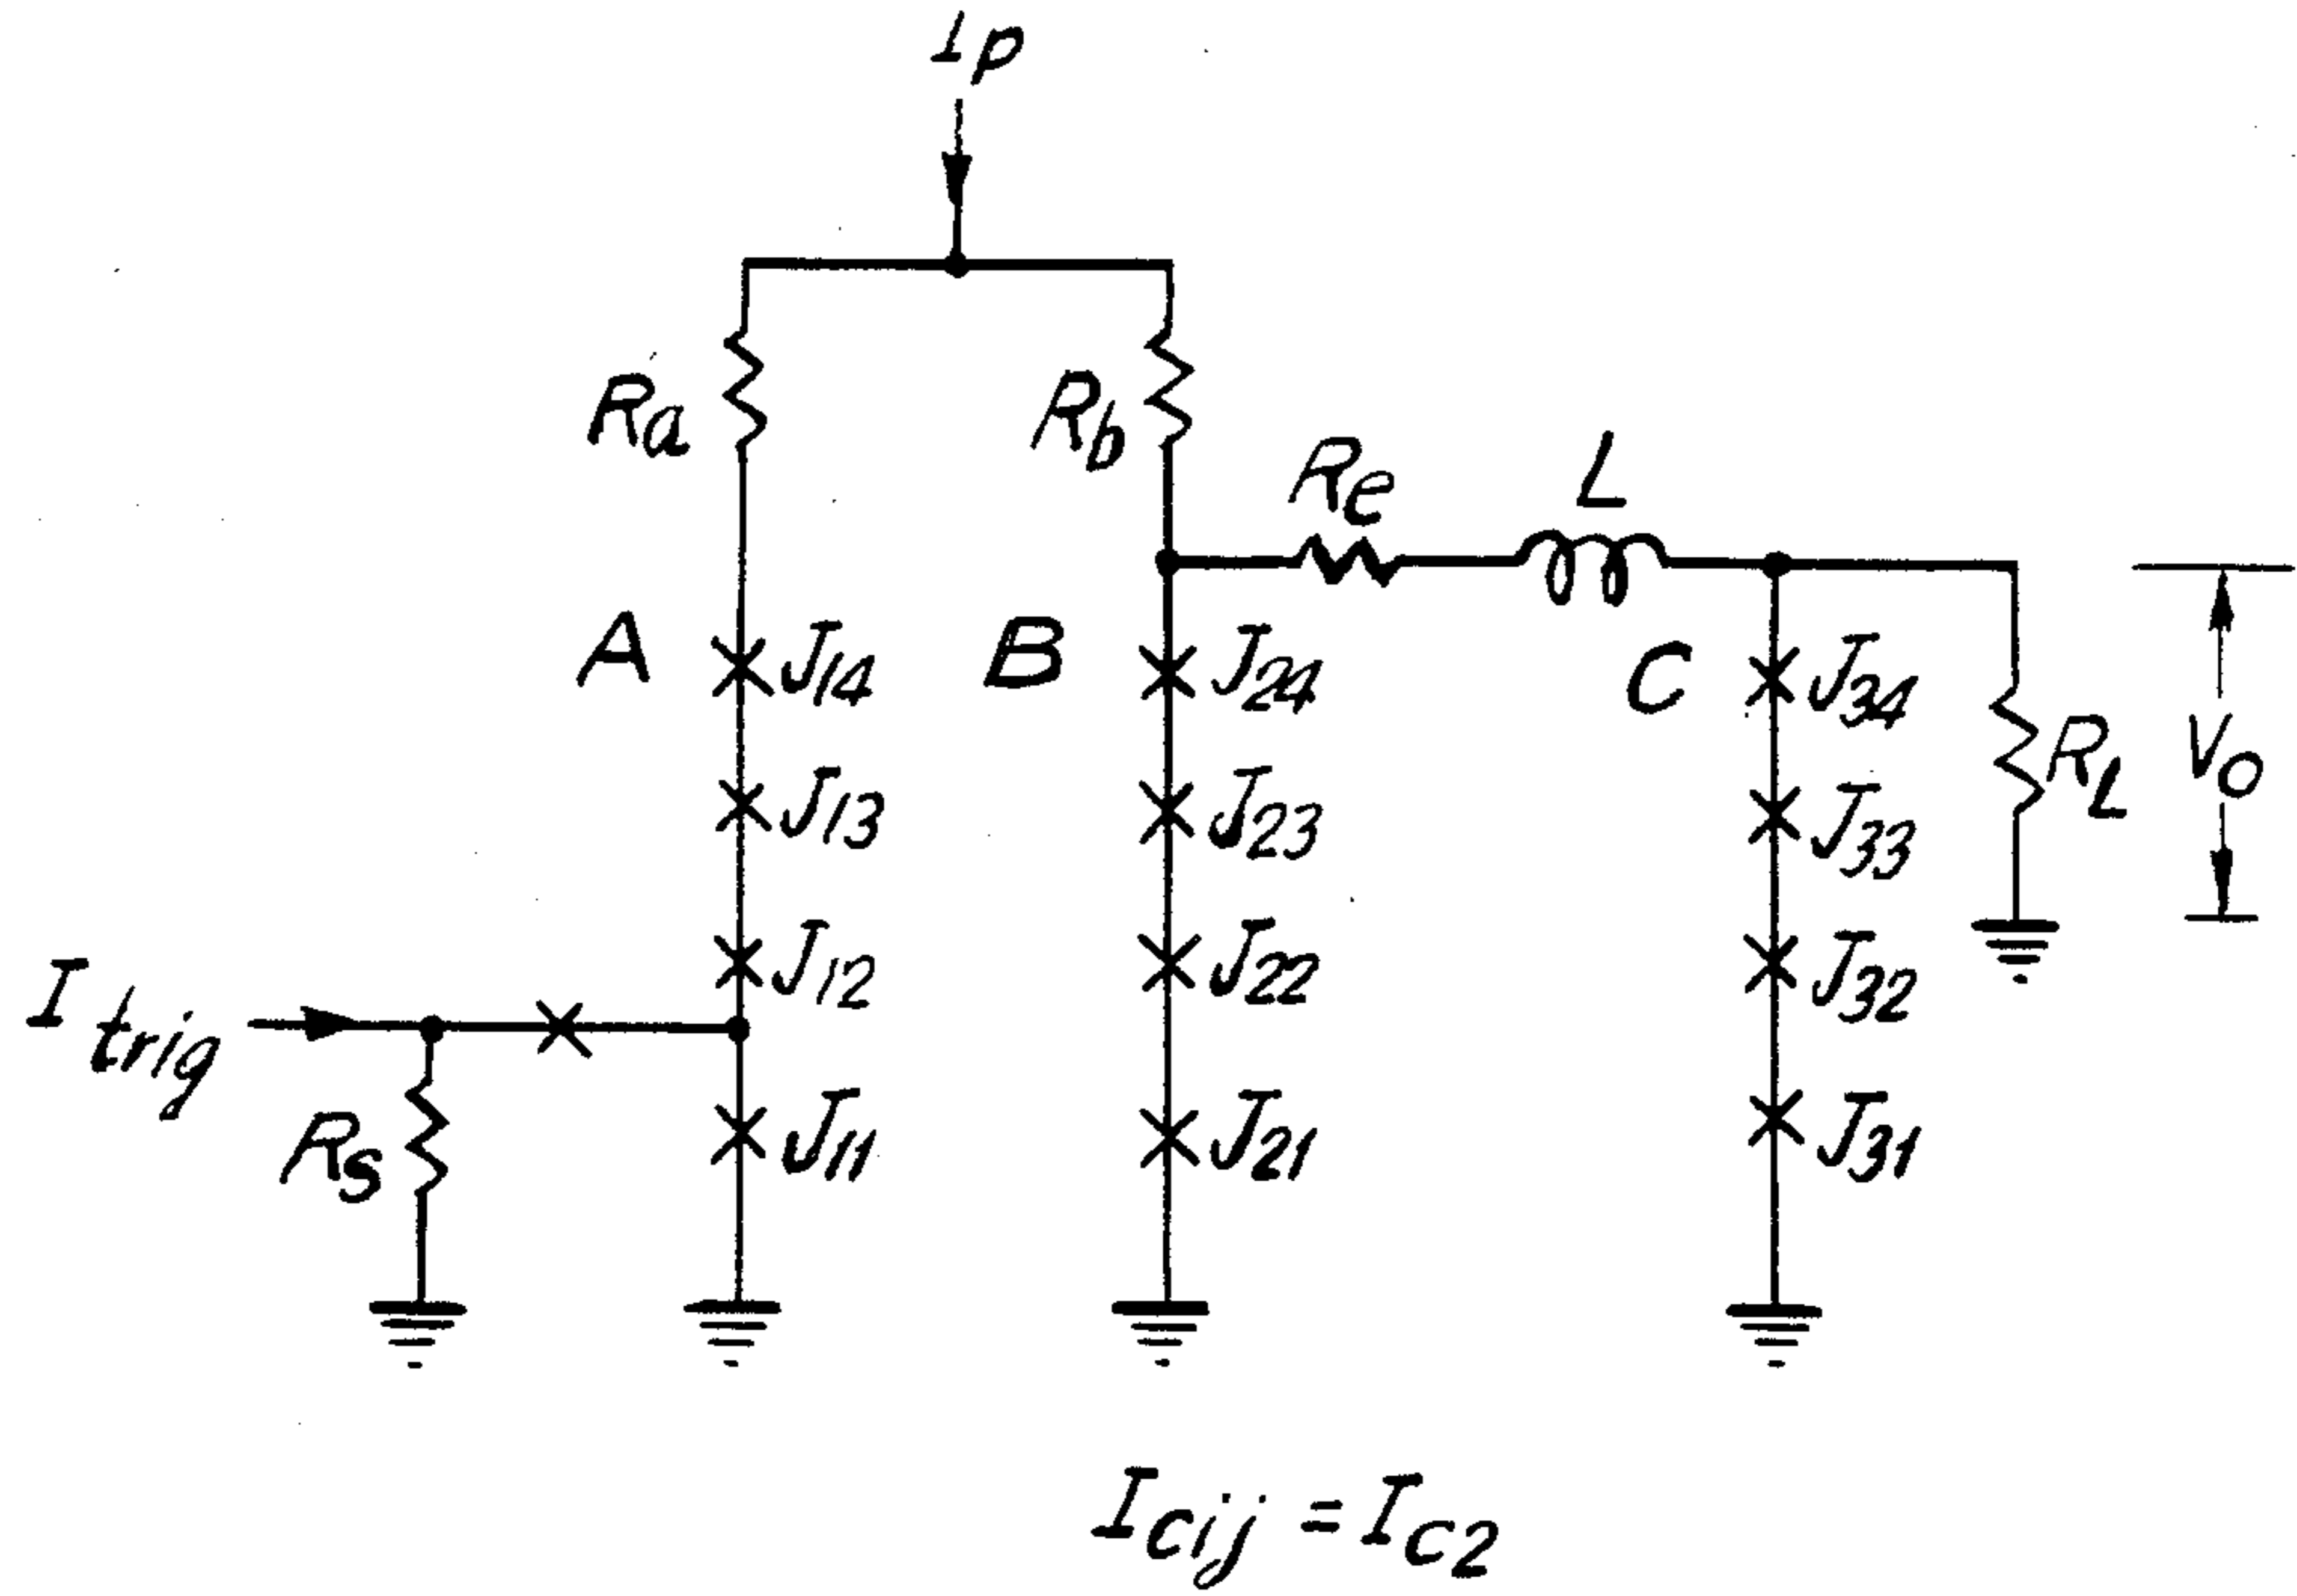 Ip
Ra
Rb
Re
L
A
J14
B
J24
C
J34
J13
J23
J33
RL
VO
Itrig
J12
J22
J32
RS
J11
J21
J31
Icij = Ic2